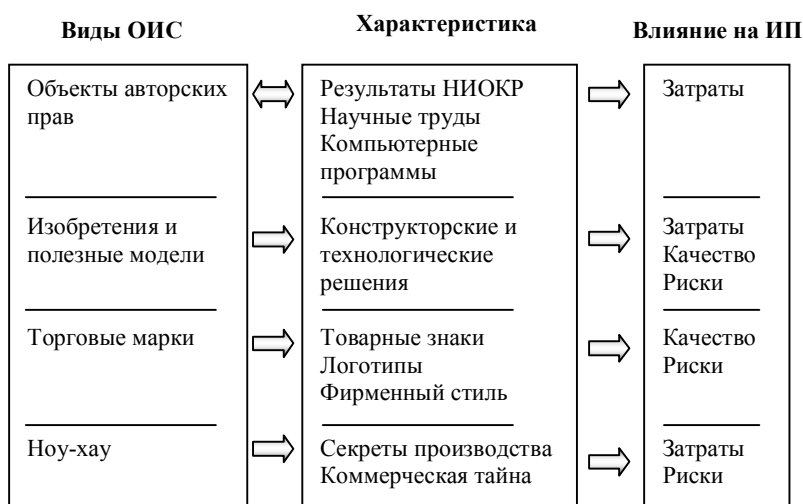 Виды ОИС
Характеристика
Влияние на ИП
Объекты авторских
прав
Результаты НИОКР
Научные труды
Компьютерные
программы
Затраты
Изобретения и
полезные модели
Конструкторские и
технологические
решения
Затраты
Качество
Риски
Торговые марки
Товарные знаки
Логотипы
Фирменный стиль
Качество
Риски
Ноу-хау
Секреты производства
Коммерческая тайна
Затраты
Риски